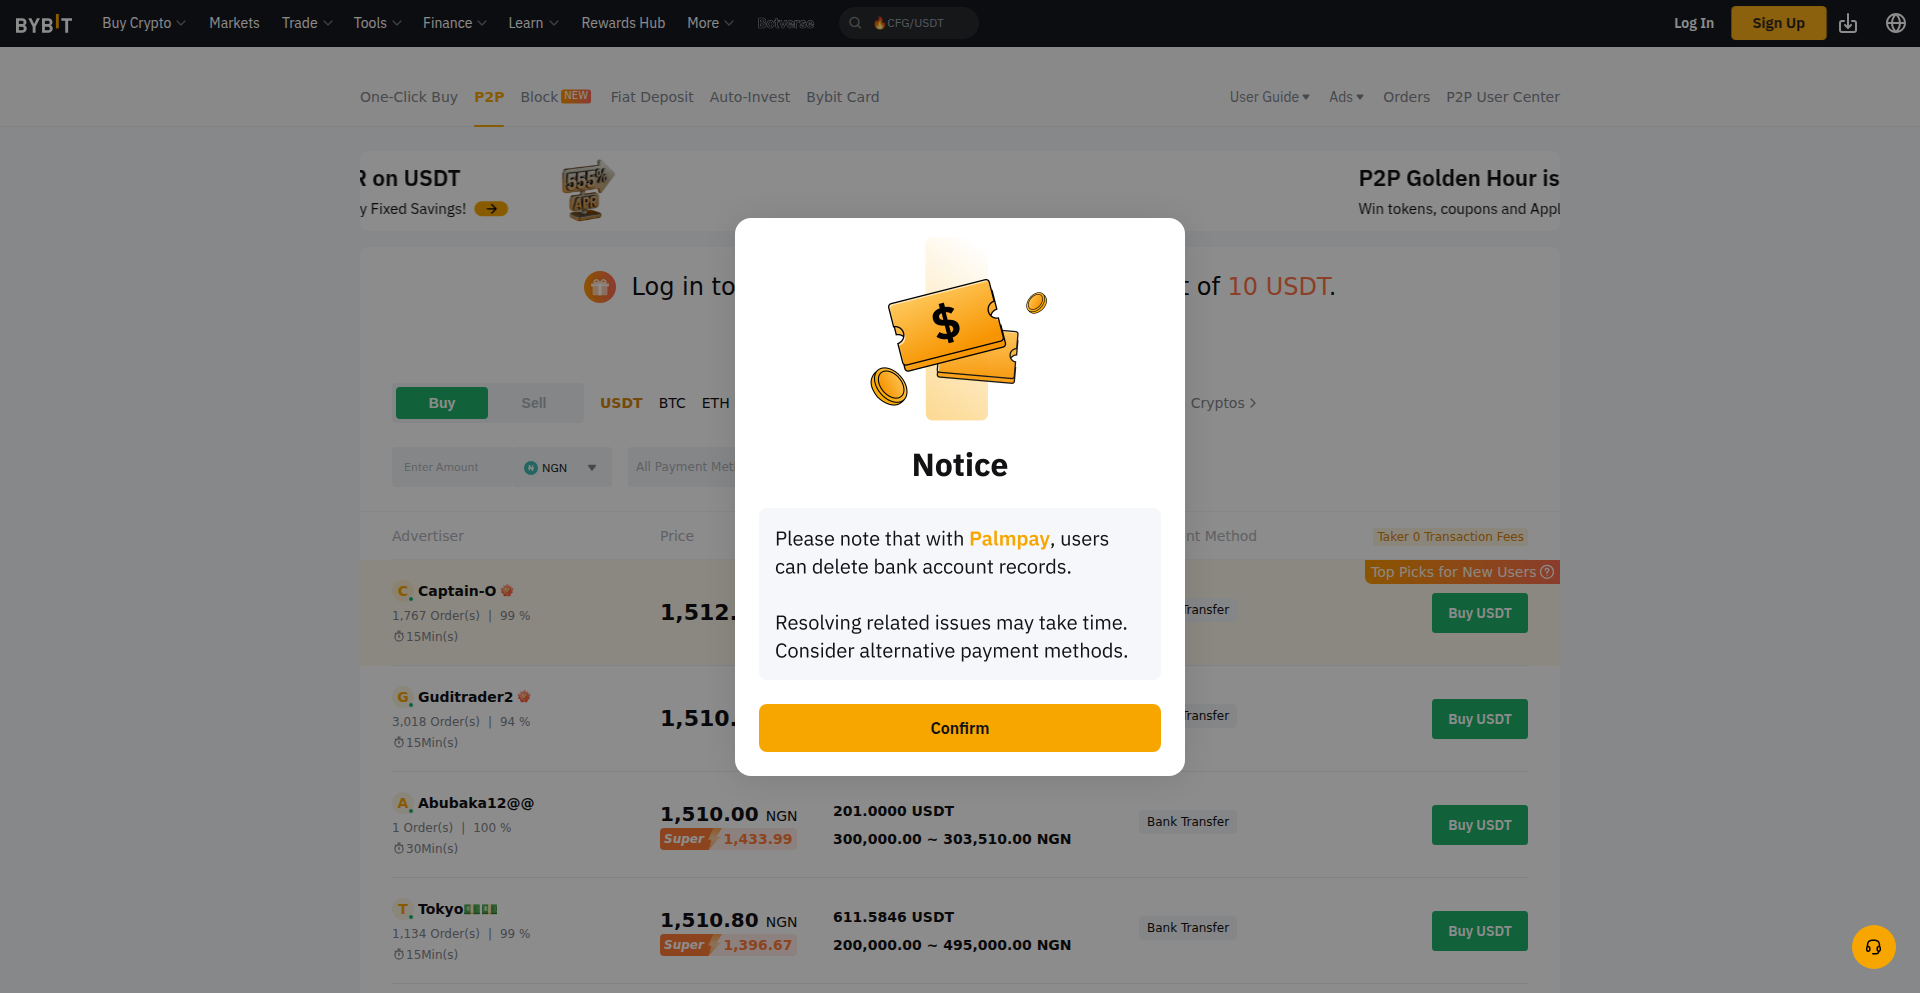 BYBIT Buy Crypto Markets Trade Tools Finance Learn Rewards Hub More Botverse 🔥CFG/USDT Log In Sign Up
One-Click Buy P2P Block NEW Fiat Deposit Auto-Invest Bybit Card User Guide Ads Orders P2P User Center
R on USDT
y Fixed Savings!
555% APR
P2P Golden Hour is
Win tokens, coupons and Appl
Log in to
t of 10 USDT.
Buy Sell USDT BTC ETH Cryptos
Enter Amount NGN All Payment Met
Advertiser Price nt Method Taker 0 Transaction Fees
Top Picks for New Users
C Captain-O
1,767 Order(s) | 99 %
15Min(s)
1,512.
Transfer
Buy USDT
G Guditrader2
3,018 Order(s) | 94 %
15Min(s)
1,510.
Transfer
Buy USDT
A Abubaka12@@
1 Order(s) | 100 %
30Min(s)
1,510.00 NGN
Super 1,433.99
201.0000 USDT
300,000.00 ~ 303,510.00 NGN
Bank Transfer
Buy USDT
T Tokyo💵💵
1,134 Order(s) | 99 %
15Min(s)
1,510.80 NGN
Super 1,396.67
611.5846 USDT
200,000.00 ~ 495,000.00 NGN
Bank Transfer
Buy USDT
$
Notice
Please note that with Palmpay, users
can delete bank account records.
Resolving related issues may take time.
Consider alternative payment methods.
Confirm